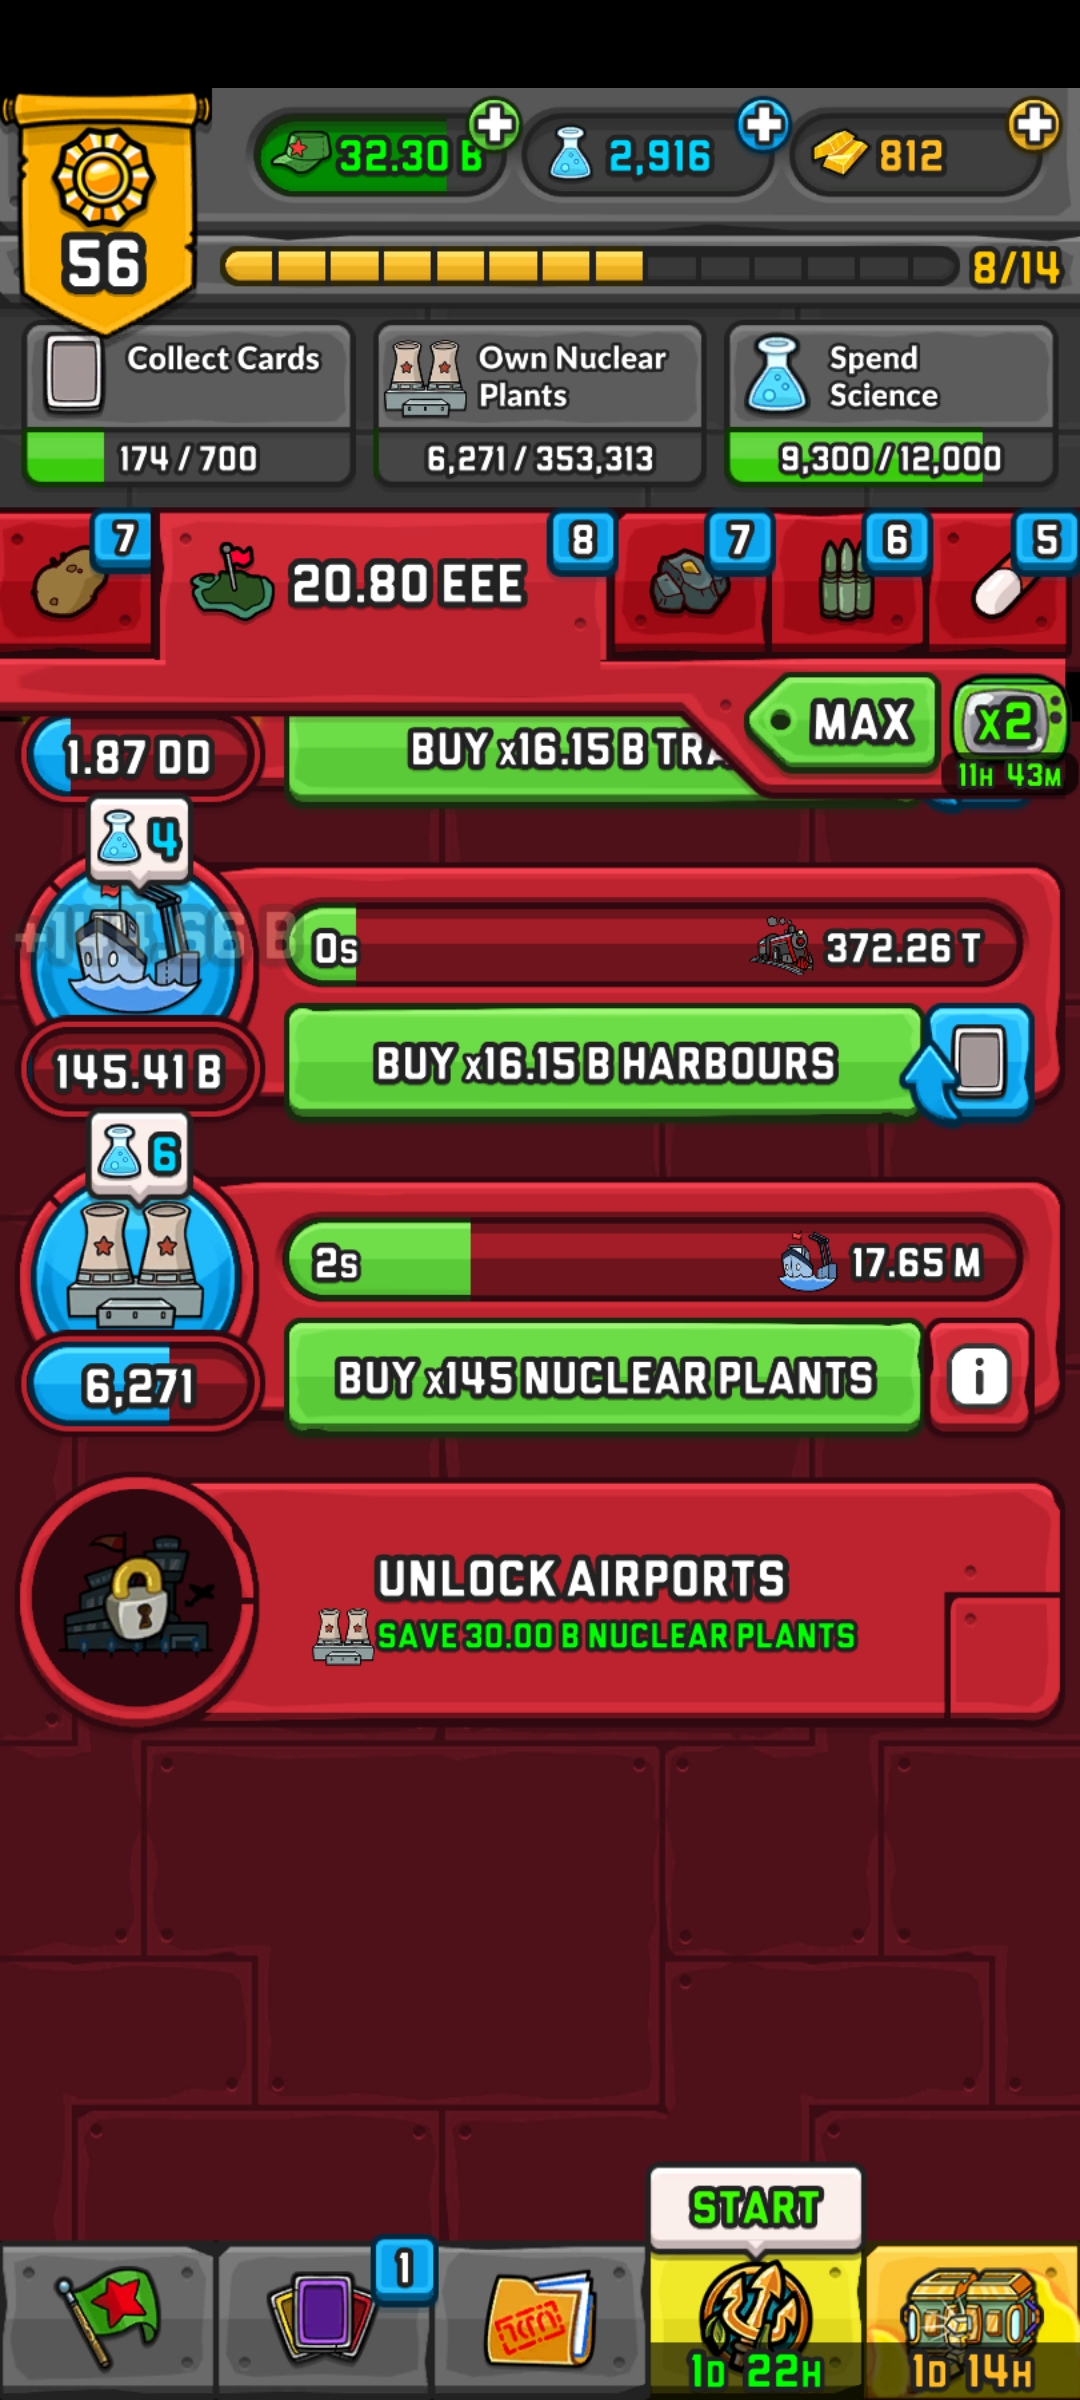 32.30 B
2,916
812
56
8/14
Collect Cards
174 / 700
Own Nuclear
Plants
6,271 / 353,313
Spend
Science
9,300 / 12,000
7
20.80 EEE
8
7
6
5
MAX
x2
11H 43M
1.87 DD
BUY x16.15 B
4
0s
372.26 T
145.41 B
BUY x16.15 B HARBOURS
6
2s
17.65 M
6,271
BUY x145 NUCLEAR PLANTS
i
UNLOCK AIRPORTS
SAVE 30.00 B NUCLEAR PLANTS
START
1
1D 22H
1D 14H